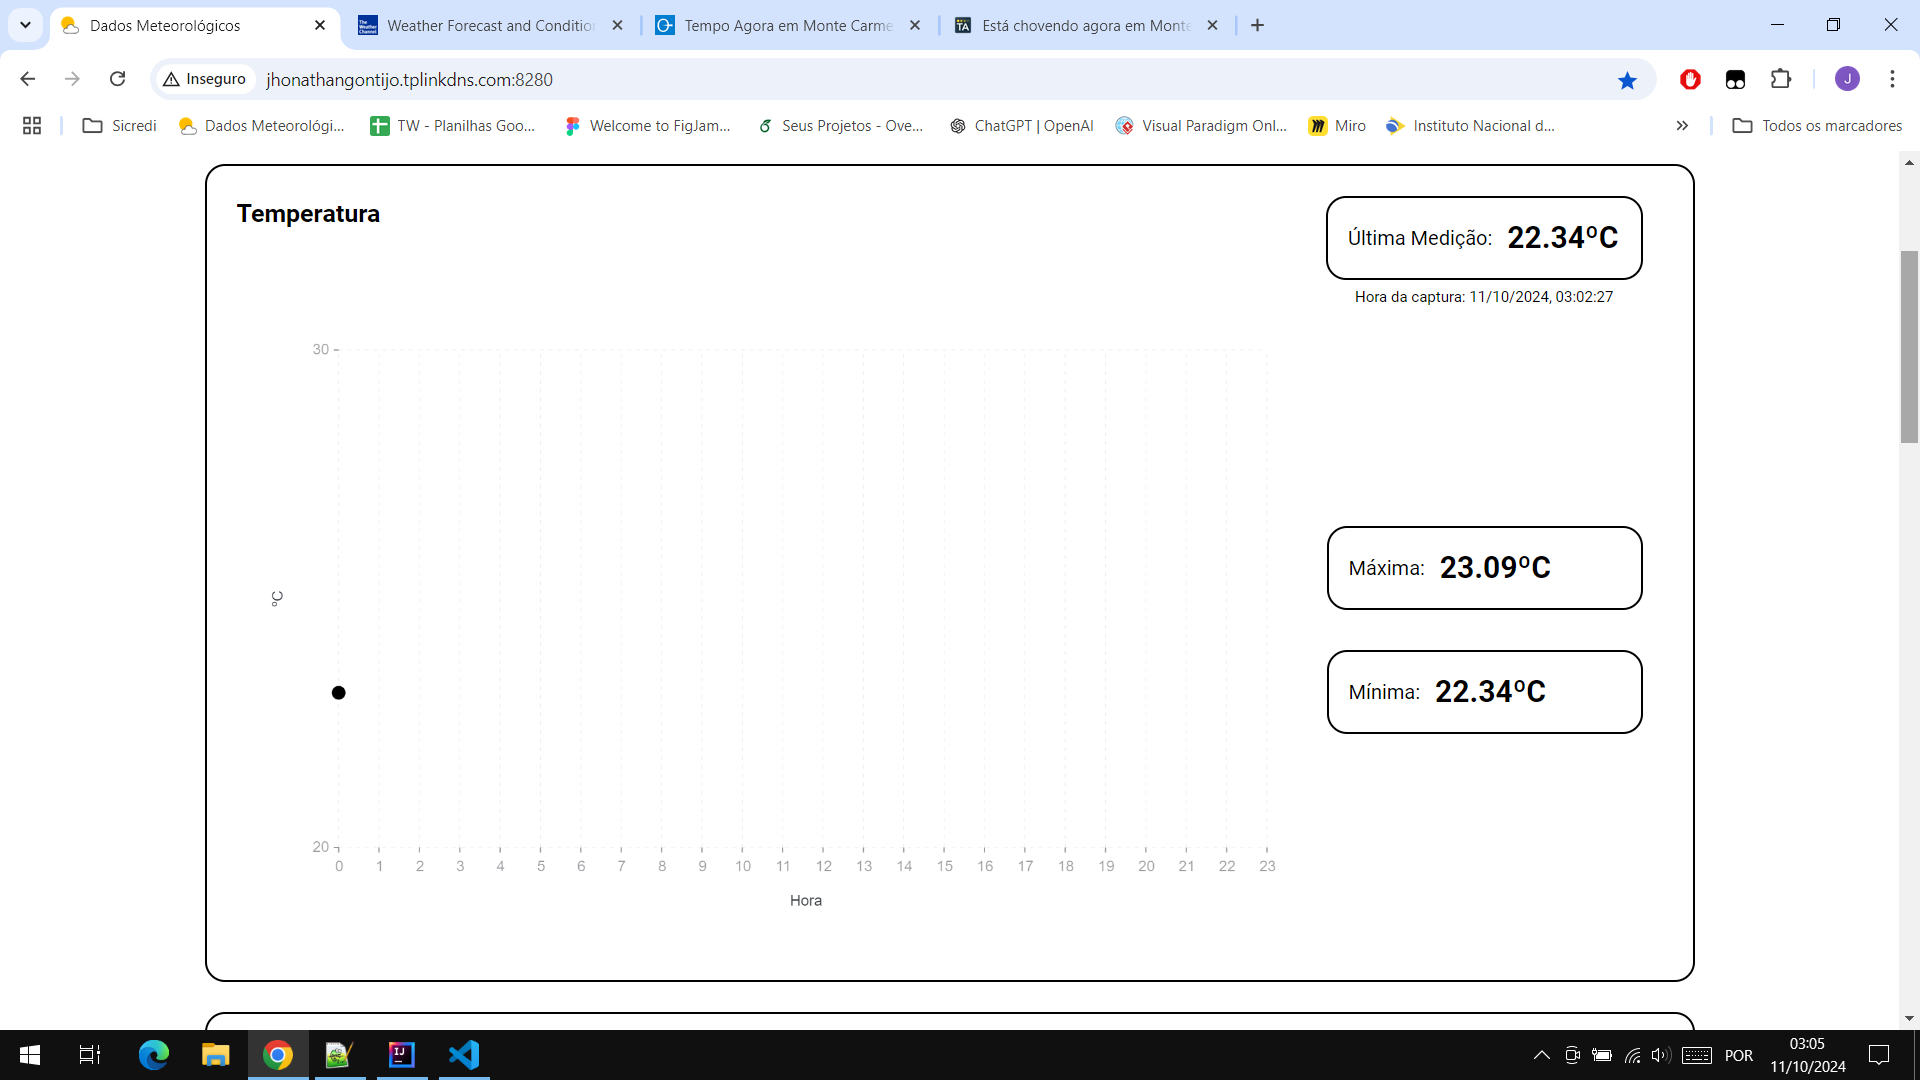 Dados Meteorológicos
Weather Forecast and Condition
Tempo Agora em Monte Carme
Está chovendo agora em Monte
Inseguro
jhonathangontijo.tplinkdns.com:8280
J
Sicredi
Dados Meteorológi...
TW - Planilhas Goo...
Welcome to FigJam...
Seus Projetos - Ove...
ChatGPT | OpenAI
Visual Paradigm Onl...
Miro
Instituto Nacional d...
Todos os marcadores
Temperatura
Última Medição: 22.34ºC
Hora da captura: 11/10/2024, 03:02:27
30
ºC
Máxima: 23.09ºC
Mínima: 22.34ºC
20
0 1 2 3 4 5 6 7 8 9 10 11 12 13 14 15 16 17 18 19 20 21 22 23
Hora
POR
03:05
11/10/2024